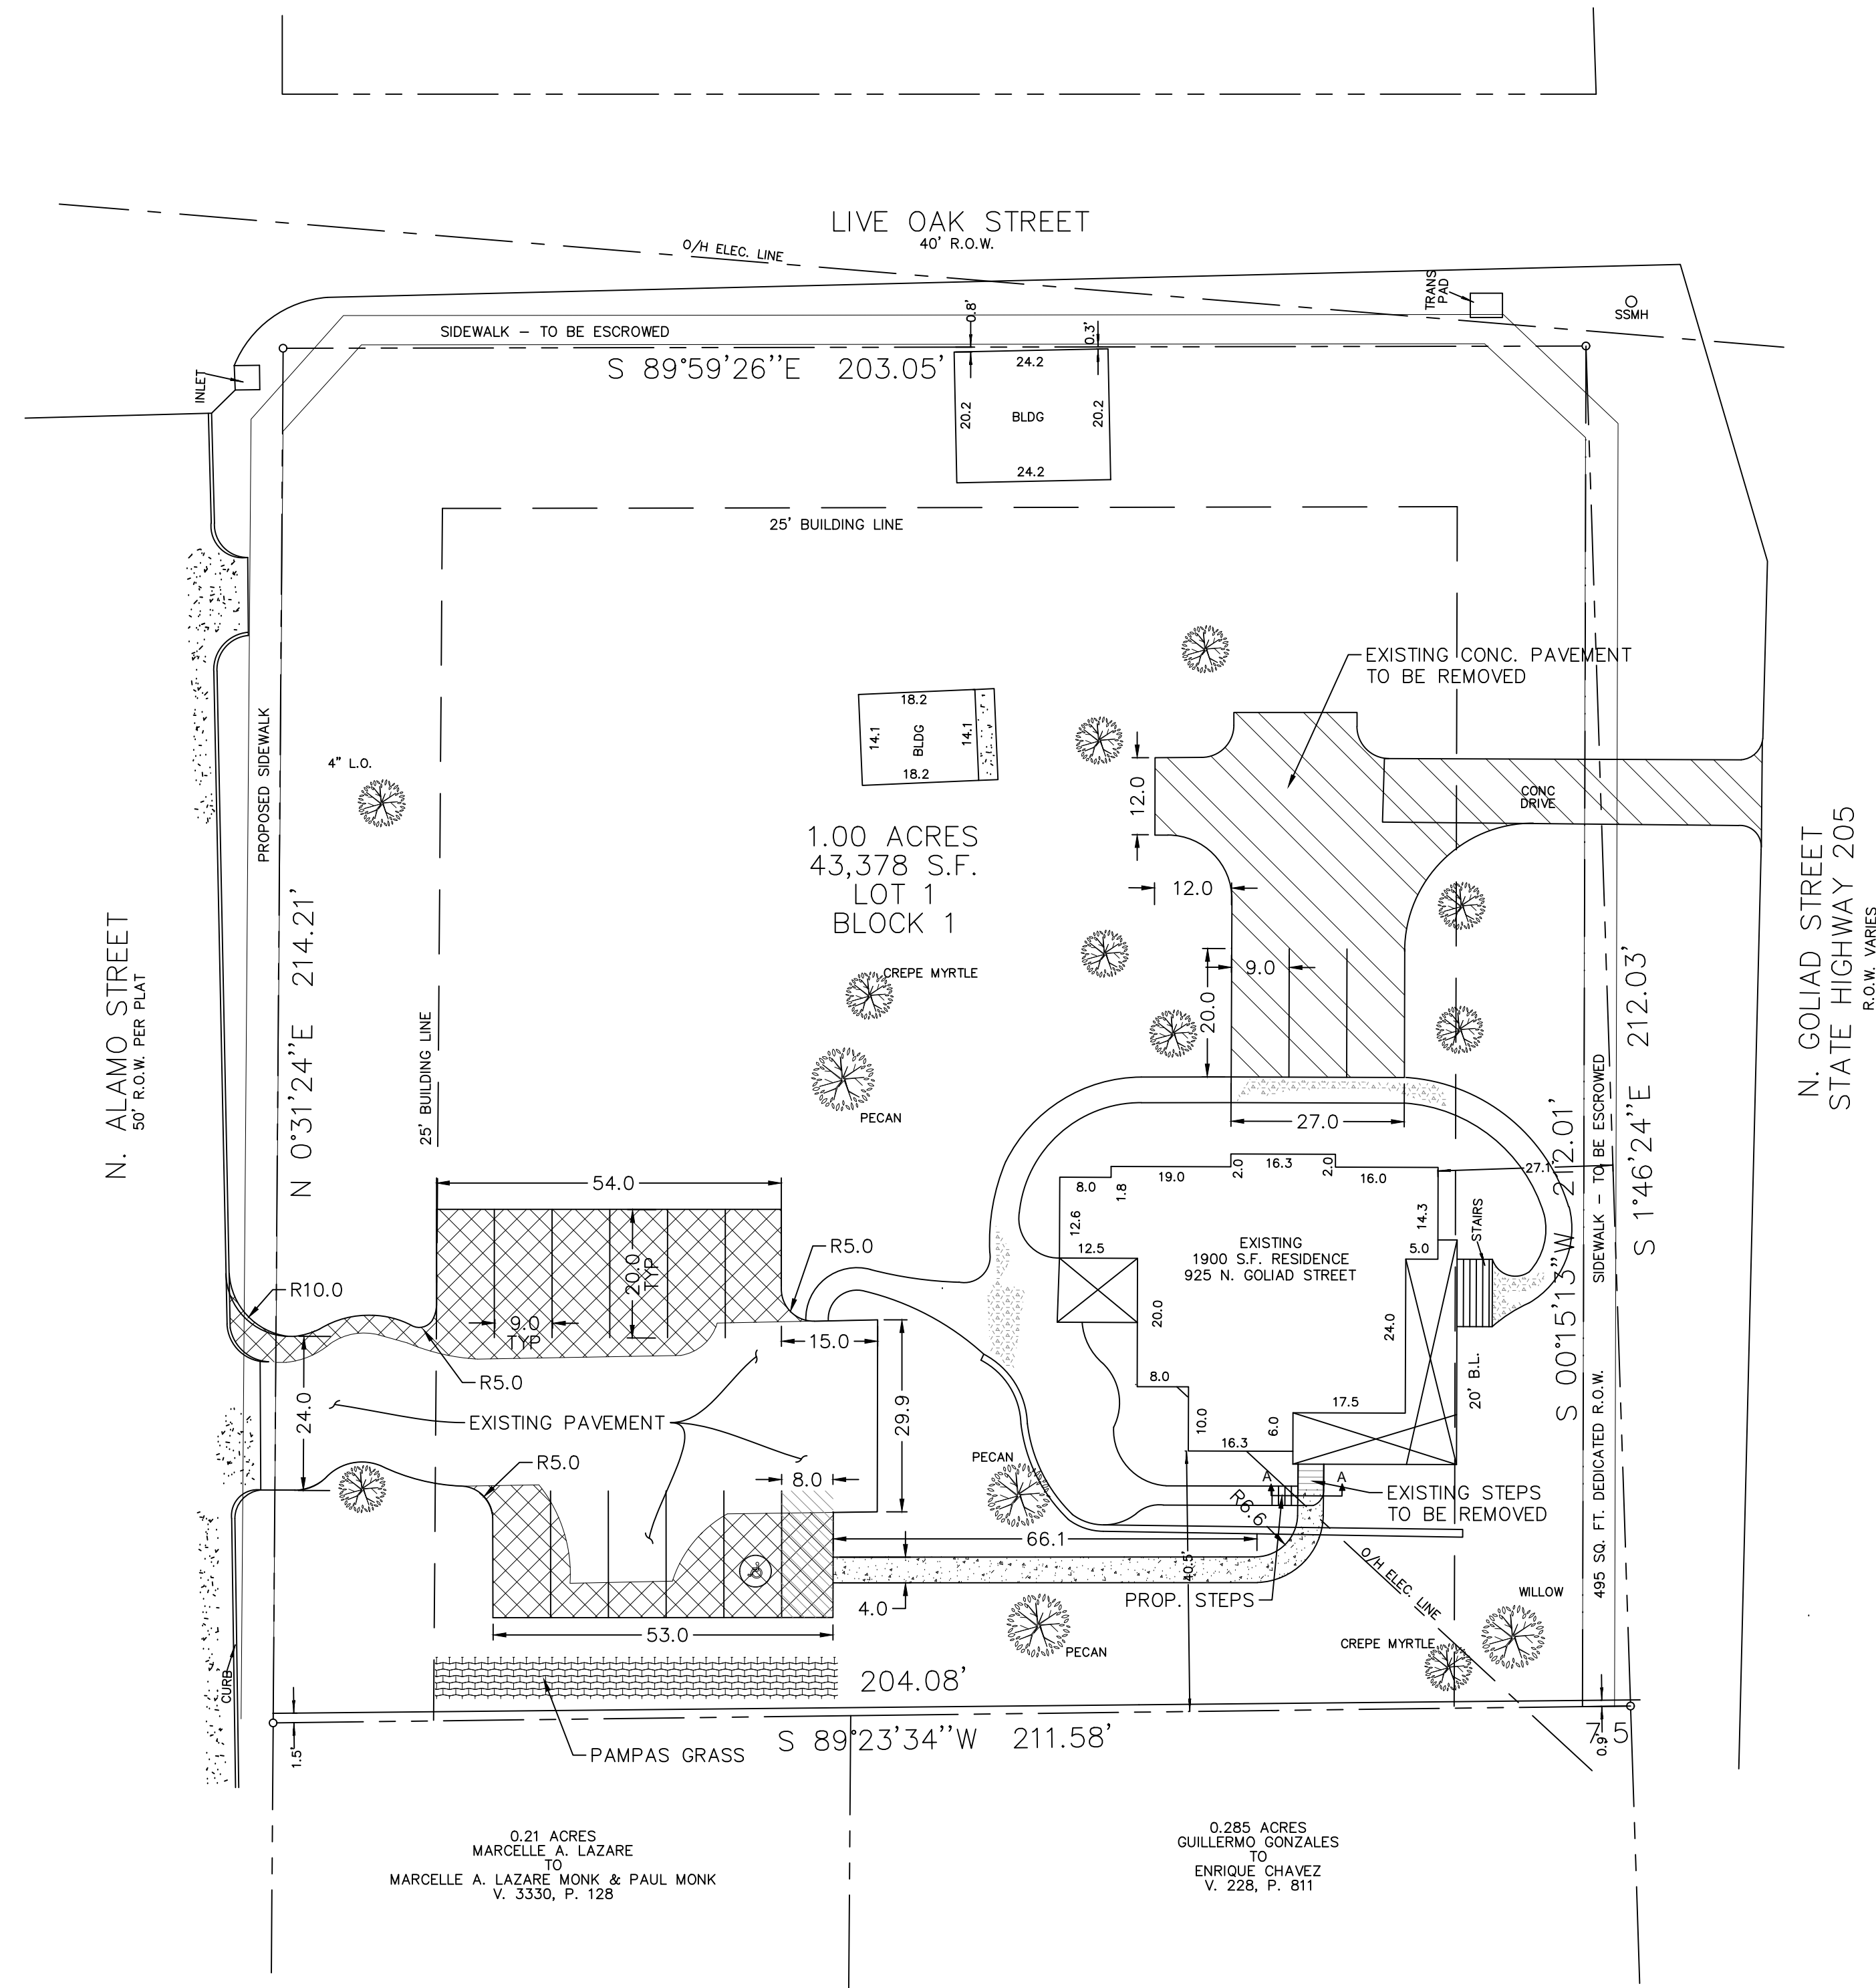 LIVE OAK STREET
40' R.O.W.
O/H ELEC. LINE
TRANS
PAD
SSMH
0.8'
0.3'
SIDEWALK – TO BE ESCROWED
S 89°59'26''E 203.05'
INLET
24.2
20.2
BLDG
20.2
24.2
25' BUILDING LINE
EXISTING CONC. PAVEMENT
TO BE REMOVED
PROPOSED SIDEWALK
4" L.O.
18.2
14.1
BLDG
14.1
18.2
12.0
CONC
DRIVE
1.00 ACRES
43,378 S.F.
LOT 1
BLOCK 1
12.0
N. ALAMO STREET
50' R.O.W. PER PLAT
N 0°31'24''E 214.21'
N. GOLIAD STREET
STATE HIGHWAY 205
R.O.W. VARIES
CREPE MYRTLE
9.0
20.0
25' BUILDING LINE
PECAN
27.0
S 1°46'24''E 212.03'
S 00°15'13''W 212.01'
SIDEWALK – TO BE ESCROWED
495 SQ. FT. DEDICATED R.O.W.
54.0
8.0
1.8
19.0
2.0
16.3
2.0
16.0
27.1'
12.6
14.3
STAIRS
R5.0
12.5
EXISTING
1900 S.F. RESIDENCE
925 N. GOLIAD STREET
5.0
R10.0
20.0
TYP
9.0
TYP
15.0
20.0
24.0
R5.0
8.0
20' B.L.
24.0
EXISTING PAVEMENT
29.9
17.5
10.0
6.0
16.3
R5.0
8.0
PECAN
A
A
EXISTING STEPS
TO BE REMOVED
R6.6
66.1
40.5'
O/H ELEC. LINE
4.0
PROP. STEPS
WILLOW
53.0
PECAN
CREPE MYRTLE
CURB
204.08'
S 89°23'34''W 211.58'
7.5
0.9'
1.5'
PAMPAS GRASS
0.21 ACRES
MARCELLE A. LAZARE
TO
MARCELLE A. LAZARE MONK & PAUL MONK
V. 3330, P. 128
0.285 ACRES
GUILLERMO GONZALES
TO
ENRIQUE CHAVEZ
V. 228, P. 811